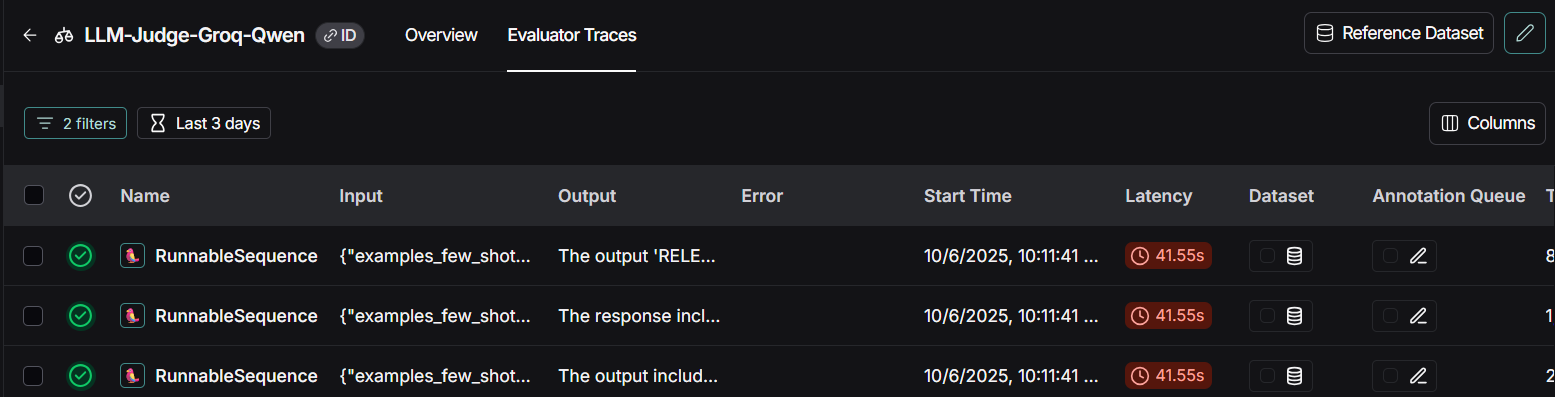 LLM-Judge-Groq-Qwen ID Overview Evaluator Traces Reference Dataset
2 filters Last 3 days Columns
Name Input Output Error Start Time Latency Dataset Annotation Queue T
RunnableSequence {"examples_few_shot... The output 'RELE... 10/6/2025, 10:11:41 ... 41.55s 8
RunnableSequence {"examples_few_shot... The response incl... 10/6/2025, 10:11:41 ... 41.55s 1
RunnableSequence {"examples_few_shot... The output includ... 10/6/2025, 10:11:41 ... 41.55s 2